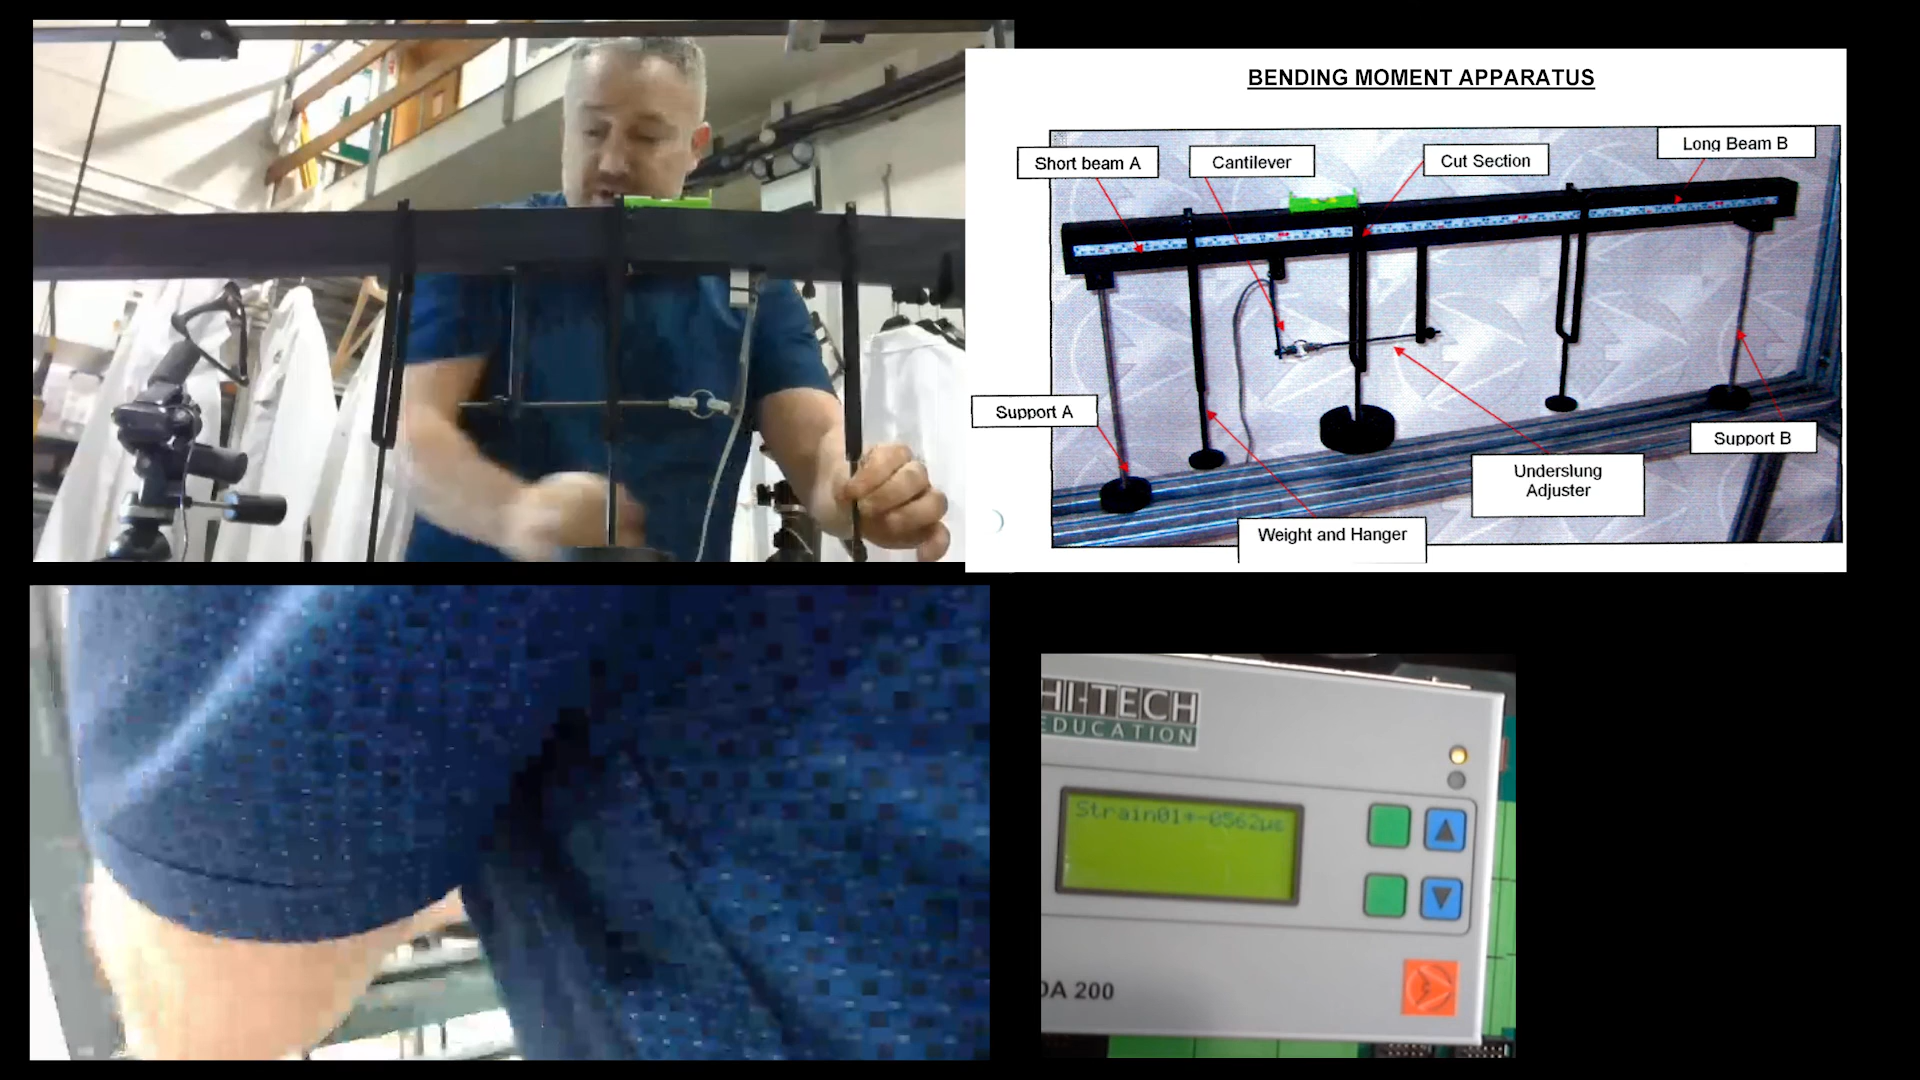 BENDING MOMENT APPARATUS
Short beam A
Cantilever
Cut Section
Long Beam B
Support A
Support B
Underslung
Adjuster
Weight and Hanger
HI-TECH
EDUCATION
Strain01+-0562µε
DA 200